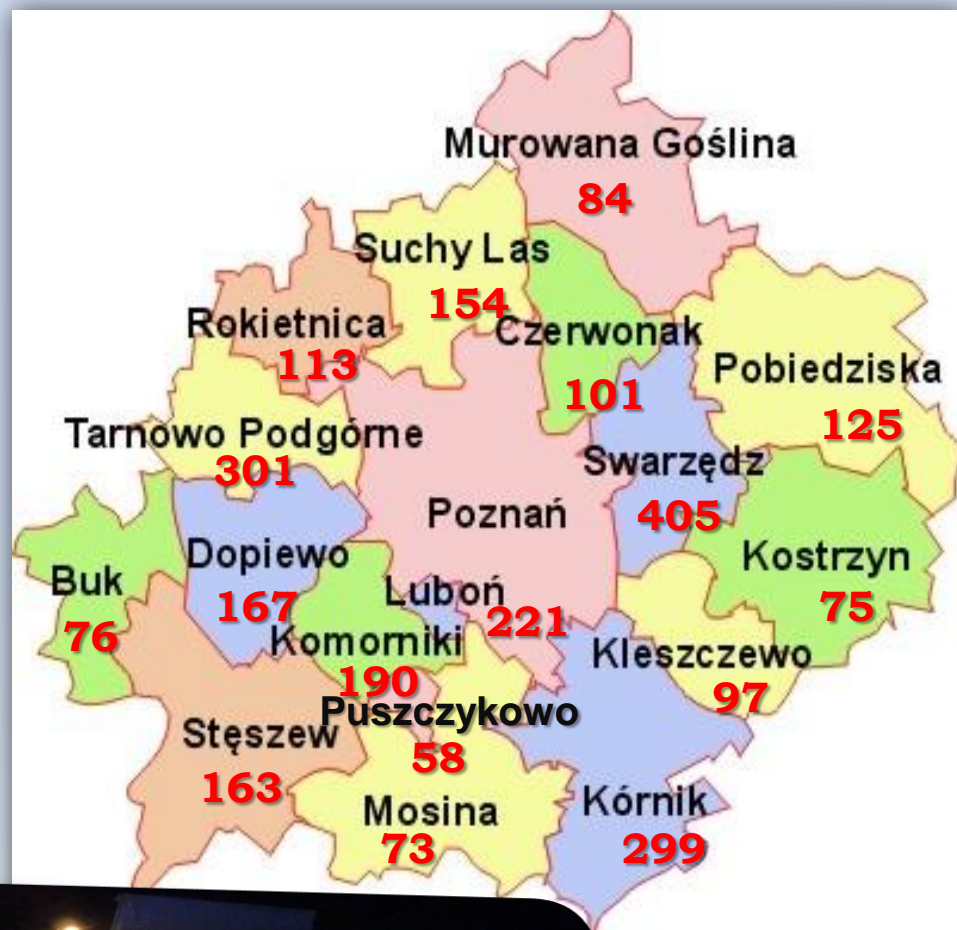 Murowana Goślina
84
Suchy Las
154
Rokietnica
113
Czerwonak
101
Pobiedziska
125
Tarnowo Podgórne
301
Swarzędz
405
Poznań
Kostrzyn
75
Dopiewo
167
Buk
76
Luboń
221
Komorniki
190
Kleszczewo
97
Puszczykowo
58
Stęszew
163
Mosina
73
Kórnik
299